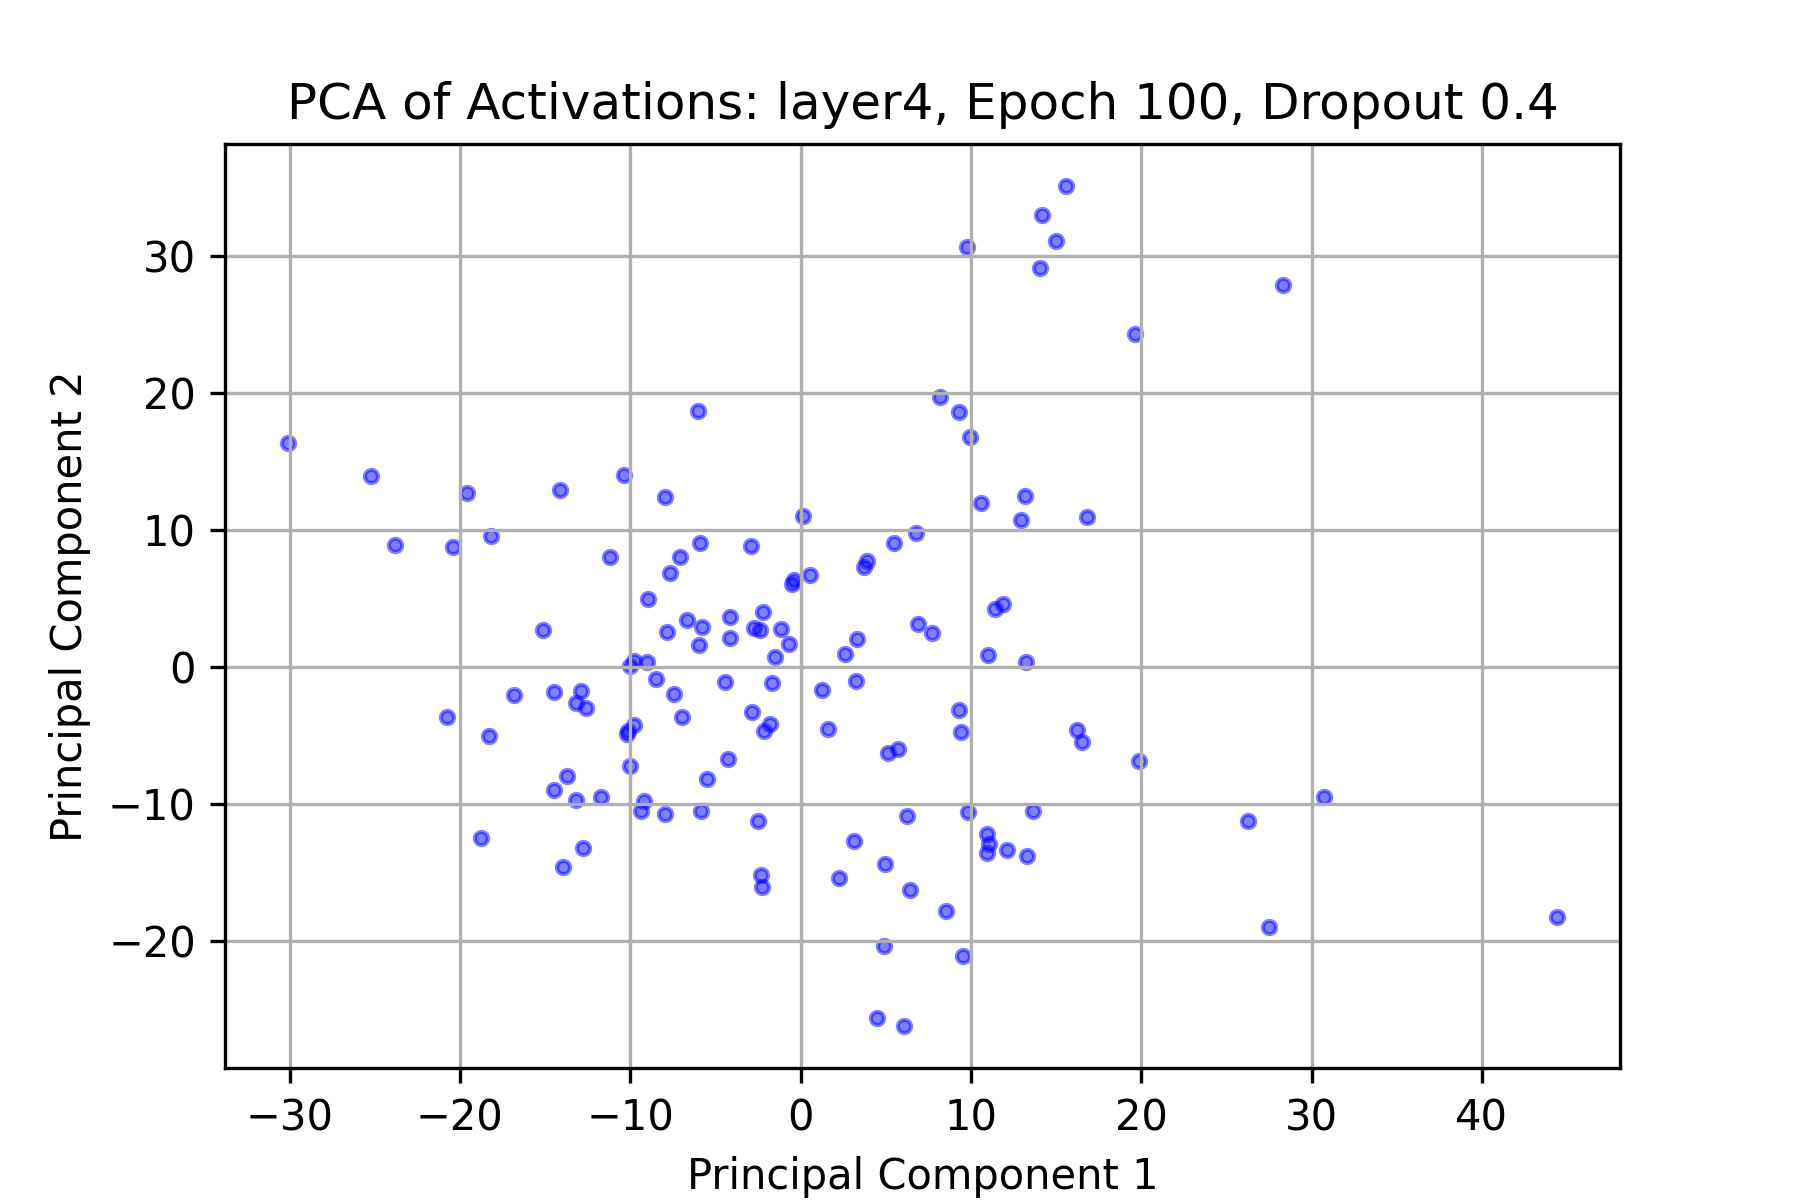 PCA of Activations: layer4, Epoch 100, Dropout 0.4
Principal Component 2
30
20
10
0
−10
−20
−30 −20 −10 0 10 20 30 40
Principal Component 1